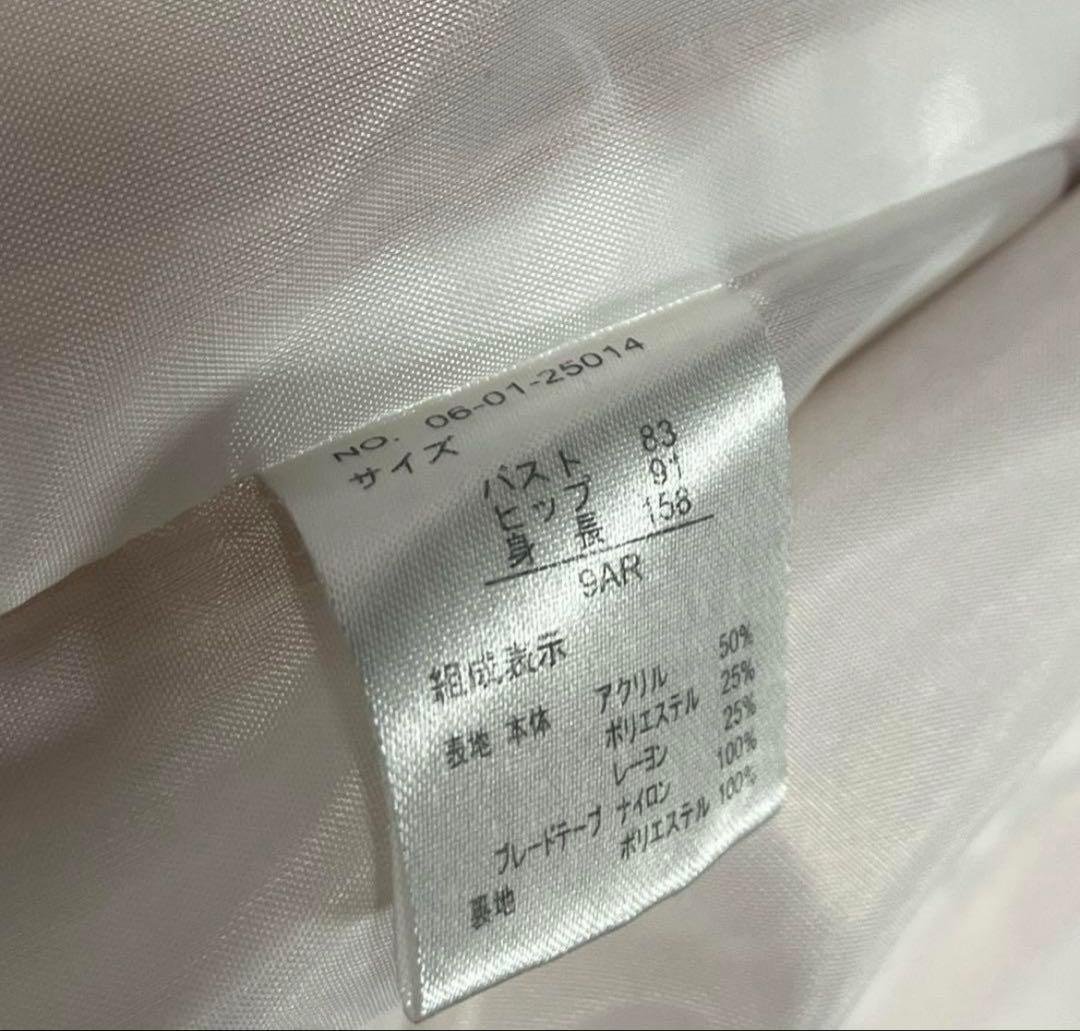 NO. 06-01-25014
サイズ
バスト 83
ヒップ 91
身長 158
9AR
組成表示
表地 本体 アクリル 50%
ポリエステル 25%
レーヨン 25%
ブレードテープ ナイロン 100%
裏地 ポリエステル 100%